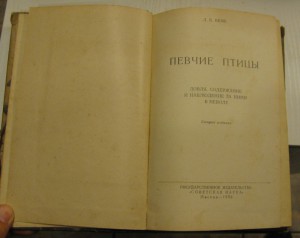 ПЕВЧИЕ ПТИЦЫ
ЛОВЛЯ, СОДЕРЖАНИЕ
И НАБЛЮДЕНИЕ ЗА НИМИ
В НЕВОЛЕ
ГОСУДАРСТВЕННОЕ ИЗДАТЕЛЬСТВО
«СОВЕТСКАЯ НАУКА»
Москва